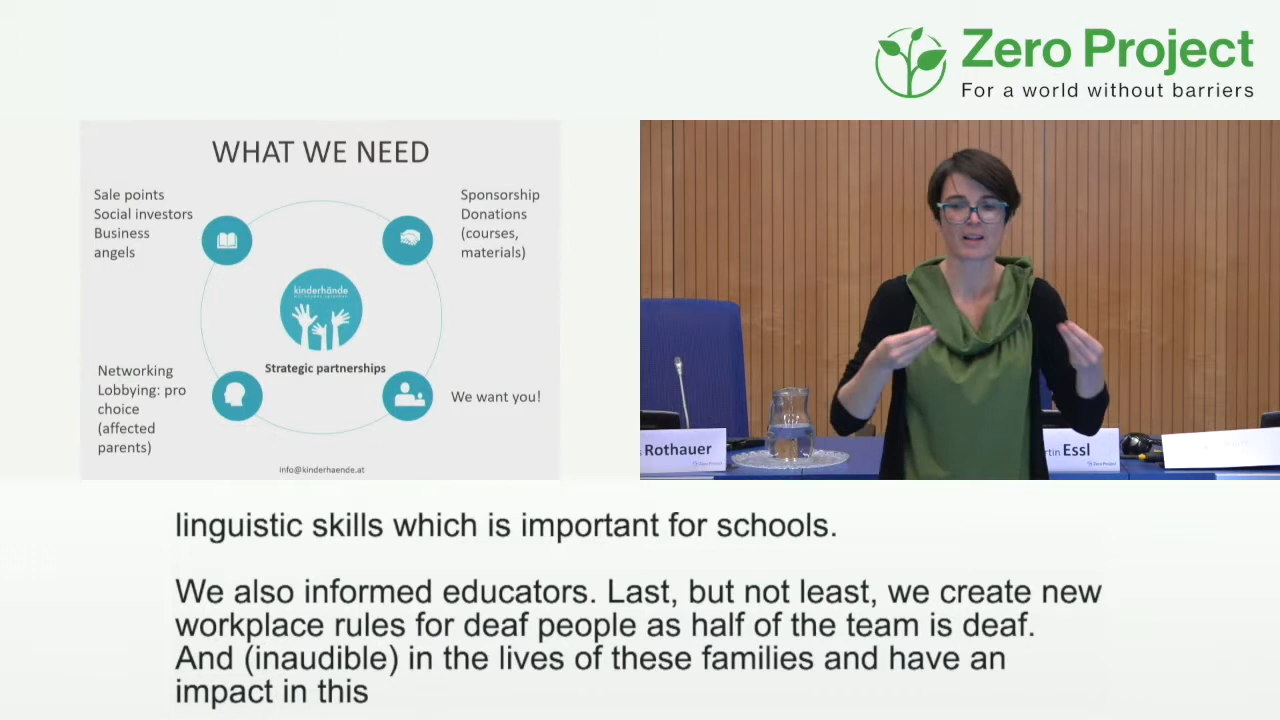 Zero Project
For a world without barriers
WHAT WE NEED
Sale points
Social investors
Business
angels
Sponsorship
Donations
(courses,
materials)
kinderhände
Strategic partnerships
Networking
Lobbying: pro
choice
(affected
parents)
We want you!
info@kinderhaende.at
Rothauer
rtin Essl
Zero Project
linguistic skills which is important for schools.
We also informed educators. Last, but not least, we create new
workplace rules for deaf people as half of the team is deaf.
And (inaudible) in the lives of these families and have an
impact in this